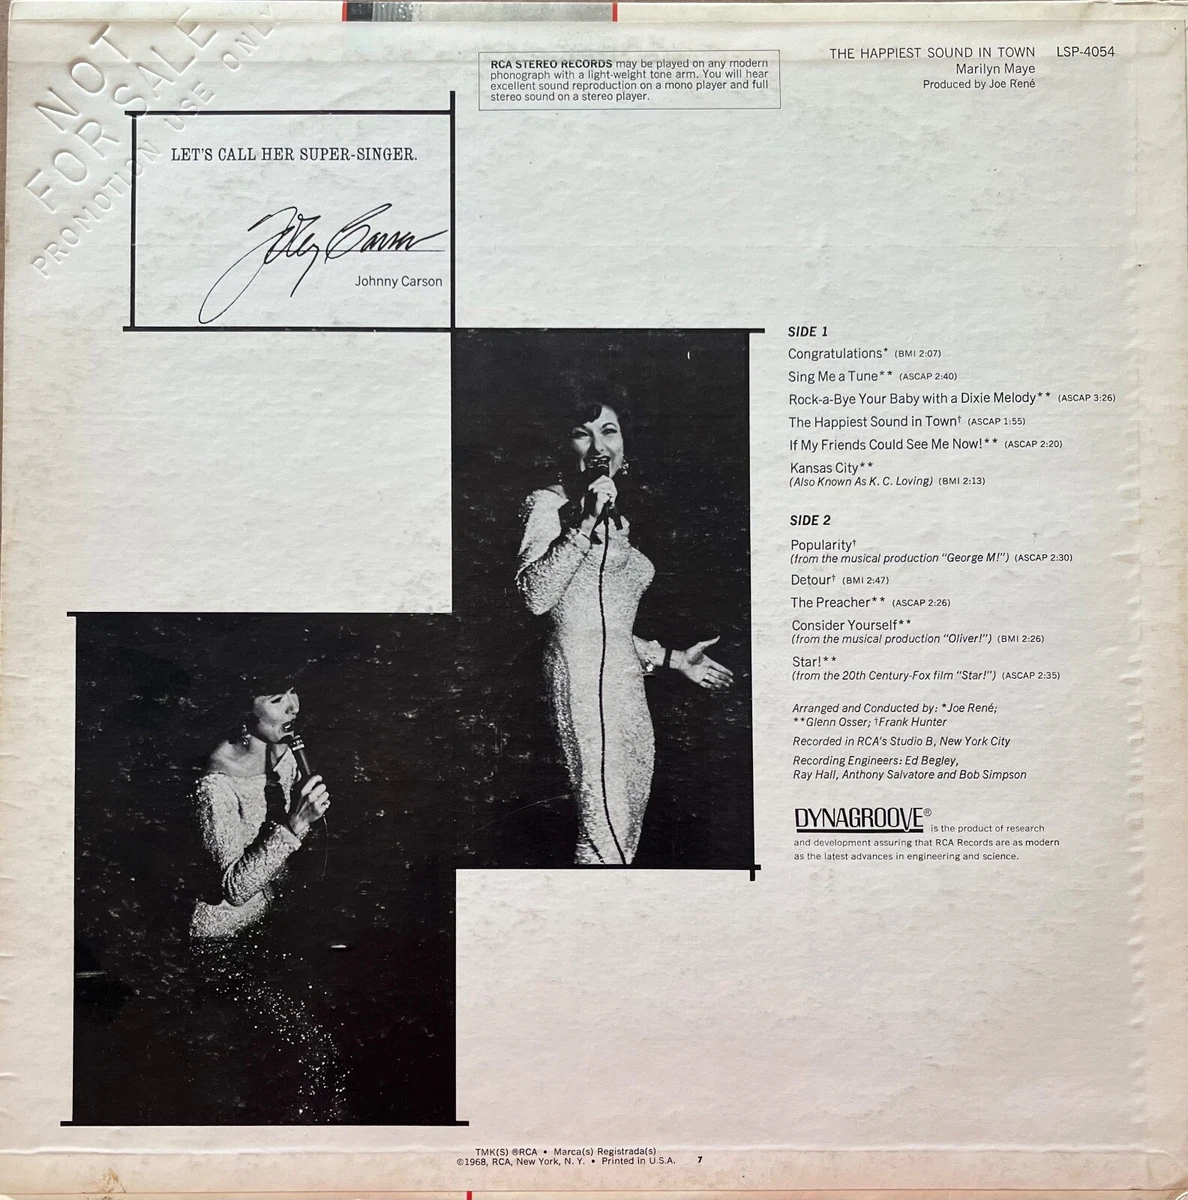 NOT
FOR SALE
PROMOTION USE ONLY
RCA STEREO RECORDS may be played on any modern
phonograph with a light-weight tone arm. You will hear
excellent sound reproduction on a mono player and full
stereo sound on a stereo player.
THE HAPPIEST SOUND IN TOWN LSP-4054
Marilyn Maye
Produced by Joe René
LET'S CALL HER SUPER-SINGER.
Johnny Carson
Johnny Carson
SIDE 1
Congratulations* (BMI 2:07)
Sing Me a Tune** (ASCAP 2:40)
Rock-a-Bye Your Baby with a Dixie Melody** (ASCAP 3:26)
The Happiest Sound in Town† (ASCAP 1:55)
If My Friends Could See Me Now!** (ASCAP 2:20)
Kansas City**
(Also Known As K. C. Loving) (BMI 2:13)
SIDE 2
Popularity†
(from the musical production "George M!") (ASCAP 2:30)
Detour† (BMI 2:47)
The Preacher** (ASCAP 2:26)
Consider Yourself**
(from the musical production "Oliver!") (BMI 2:26)
Star!**
(from the 20th Century-Fox film "Star!") (ASCAP 2:35)
Arranged and Conducted by: *Joe René;
**Glenn Osser; †Frank Hunter
Recorded in RCA's Studio B, New York City
Recording Engineers: Ed Begley,
Ray Hall, Anthony Salvatore and Bob Simpson
DYNAGROOVE® is the product of research
and development assuring that RCA Records are as modern
as the latest advances in engineering and science.
TMK(S) ®RCA • Marca(s) Registrada(s)
©1968, RCA, New York, N. Y. • Printed in U.S.A. 7